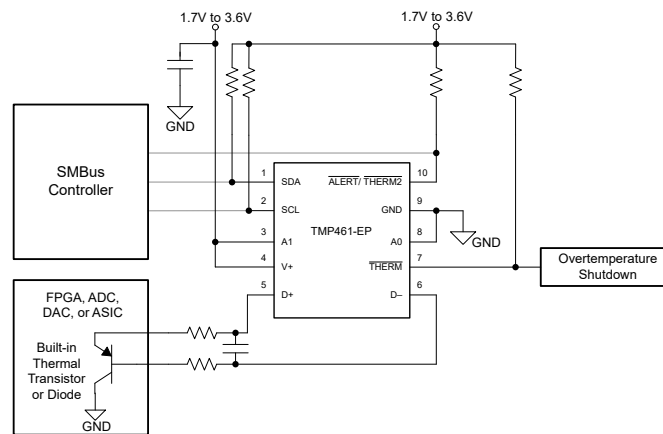 1.7V to 3.6V
1.7V to 3.6V
GND
SMBus
Controller
1
SDA
2
SCL
3
A1
4
V+
5
D+
TMP461-EP
ALERT/ THERM2
10
GND
9
A0
8
THERM
7
D–
6
GND
Overtemperature
Shutdown
FPGA, ADC,
DAC, or ASIC
Built-in
Thermal
Transistor
or Diode
GND